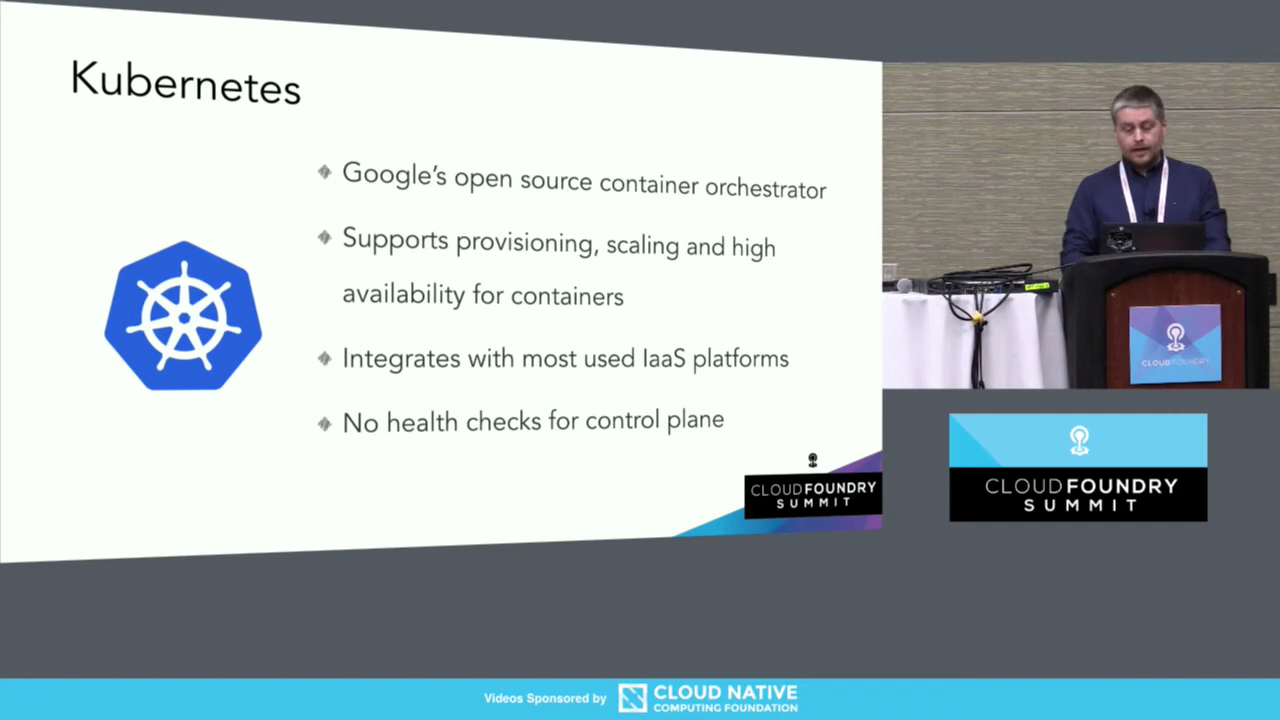 Kubernetes
Google's open source container orchestrator
Supports provisioning, scaling and high
availability for containers
Integrates with most used IaaS platforms
No health checks for control plane
CLOUDFOUNDRY
SUMMIT
CLOUDFOUNDRY
CLOUDFOUNDRY
SUMMIT
Videos Sponsored by
CLOUD NATIVE
COMPUTING FOUNDATION